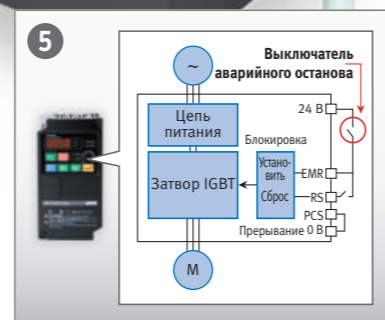 5
Выключатель
аварийного останова
~
24 В
Цепь
питания
Блокировка
Затвор IGBT
Устано-
вить
Сброс
EMR
RS
PCS
Прерывание 0 В
M